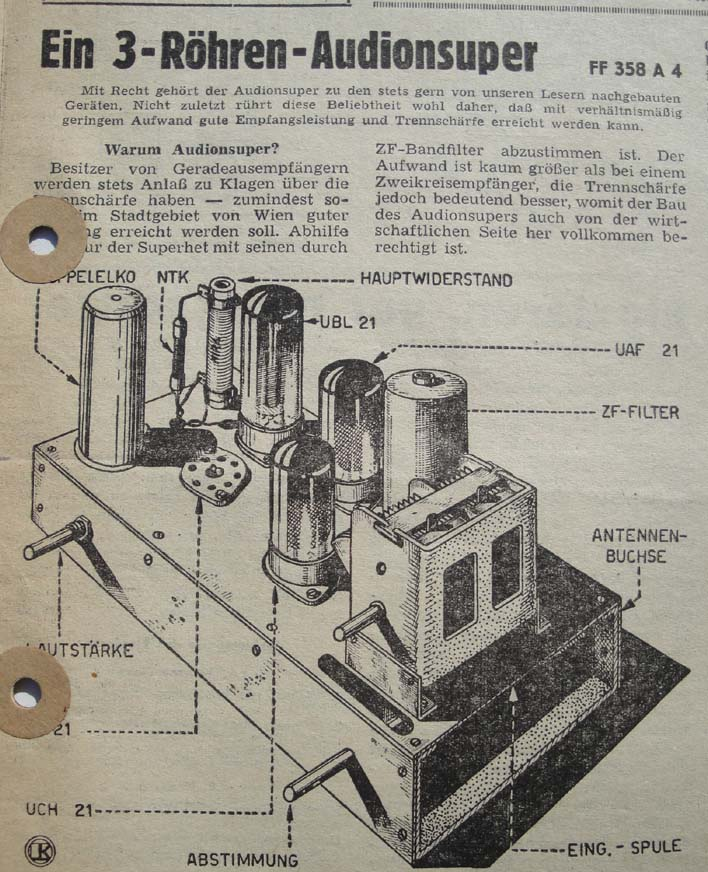 Ein 3-Röhren-Audionsuper
FF 358 A 4
Mit Recht gehört der Audionsuper zu den stets gern von unseren Lesern nachgebauten
Geräten. Nicht zuletzt rührt diese Beliebtheit wohl daher, daß mit verhältnismäßig
geringem Aufwand gute Empfangsleistung und Trennschärfe erreicht werden kann.
Warum Audionsuper?
Besitzer von Geradeausempfängern
werden stets Anlaß zu Klagen über die
haben — zumindest so-
im Stadtgebiet von Wien guter
erreicht werden soll. Abhilfe
der Superhet mit seinen durch
ZF-Bandfilter abzustimmen ist. Der
Aufwand ist kaum größer als bei einem
Zweikreisempfänger, die Trennschärfe
jedoch bedeutend besser, womit der Bau
des Audionsupers auch von der wirt-
schaftlichen Seite her vollkommen be-
rechtigt ist.
NTK
HAUPTWIDERSTAND
UBL 21
UAF 21
ZF-FILTER
ANTENNEN-
BUCHSE
LAUTSTÄRKE
21
UCH 21
ABSTIMMUNG
EING.-SPULE